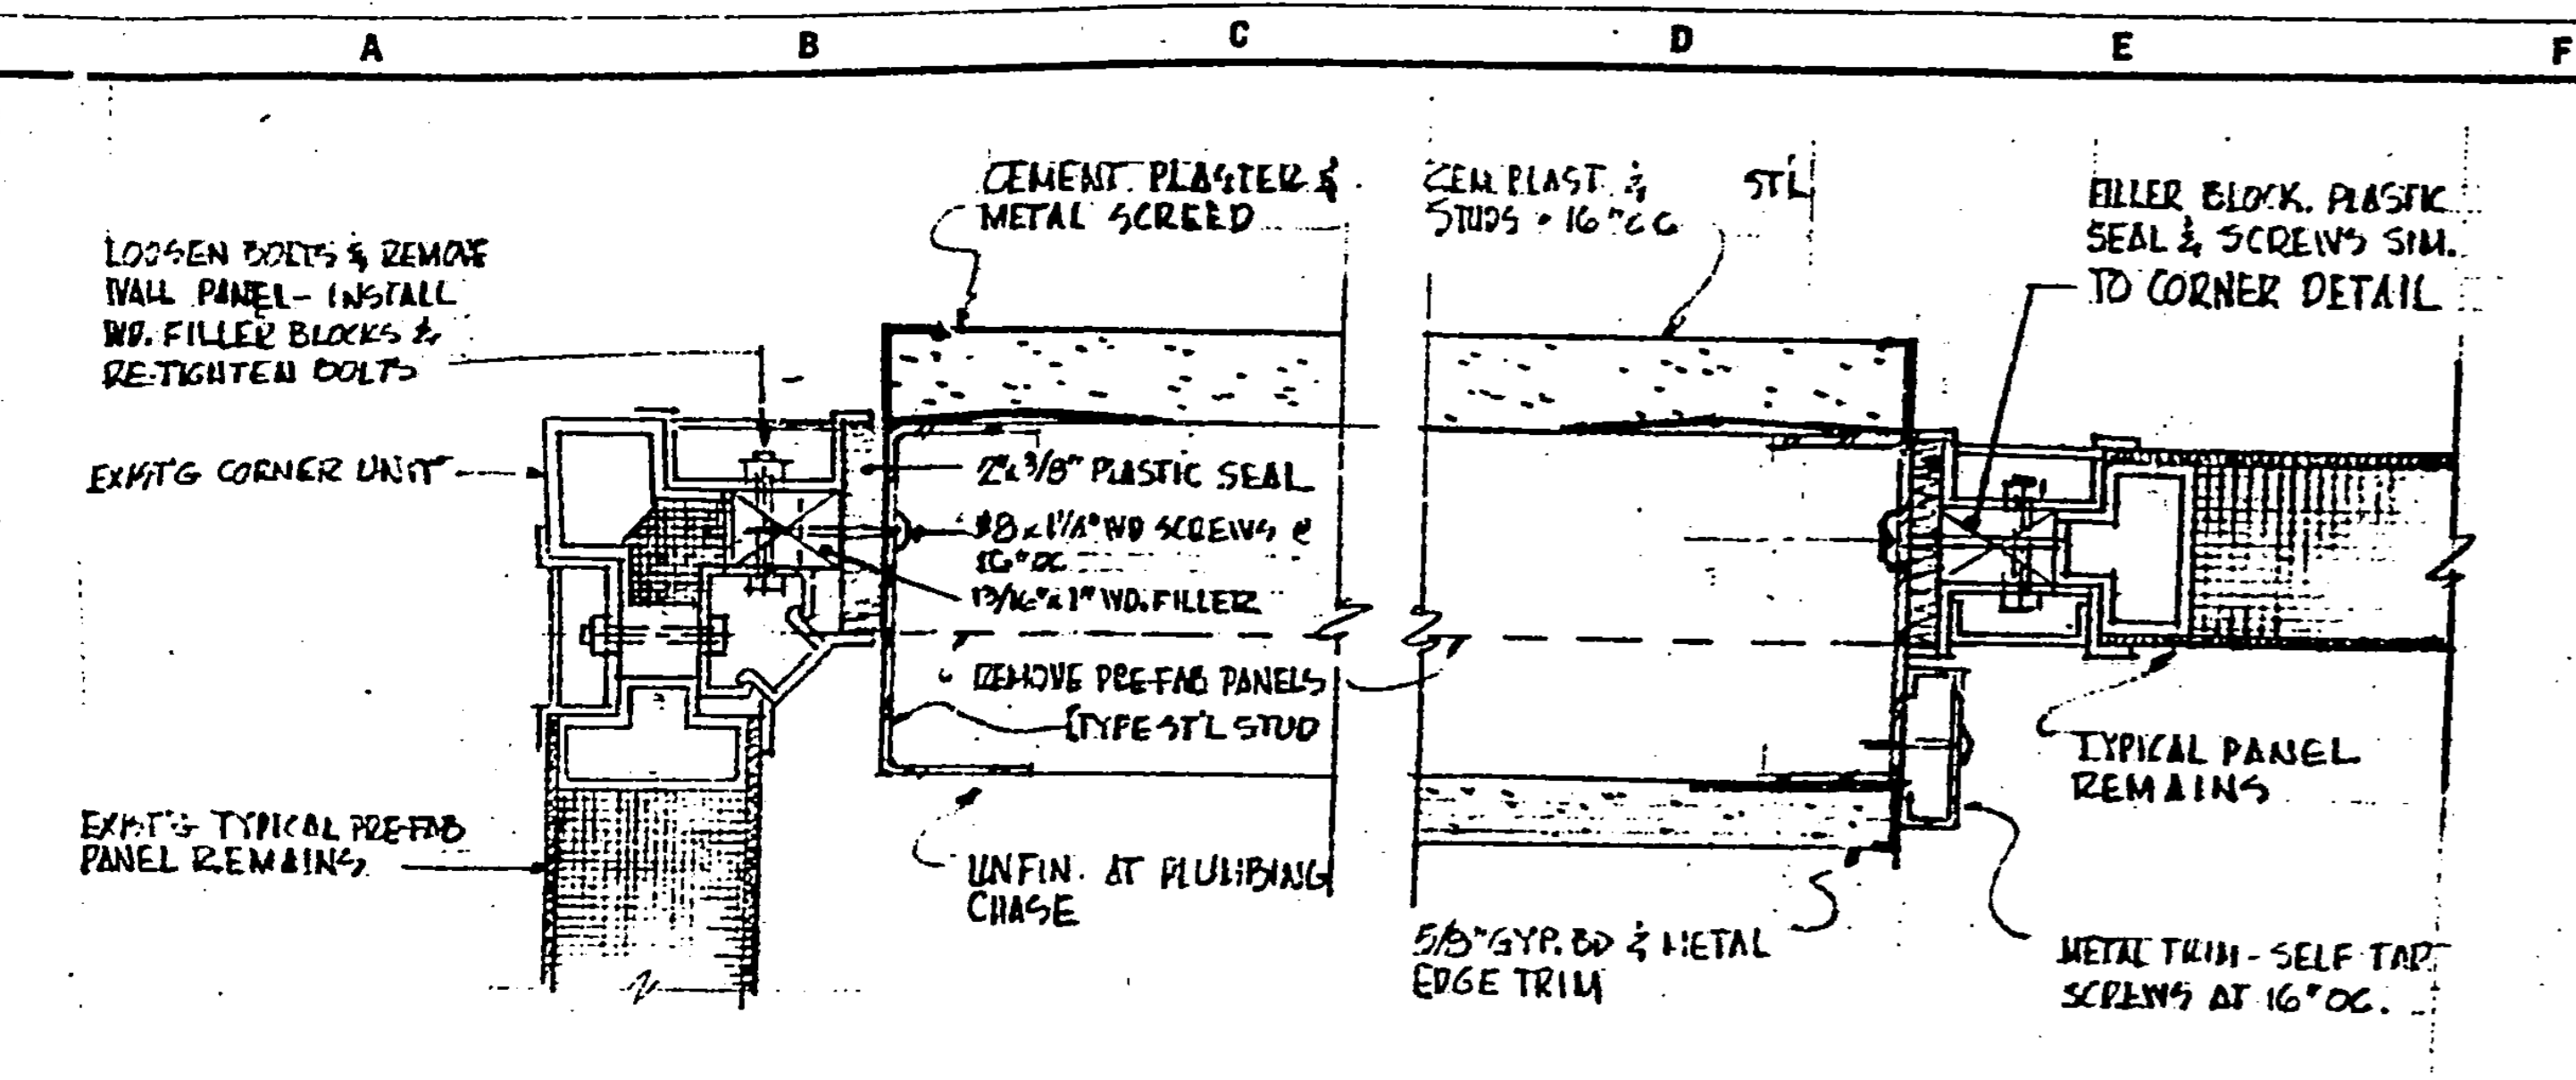 A B C D E F
CEMENT PLASTER &
METAL SCREED
CEM. PLAST. & STL
STUDS • 16" OC
FILLER BLOCK. PLASTIC
SEAL & SCREWS SIM.
TO CORNER DETAIL
LOOSEN BOLTS & REMOVE
WALL PANEL- INSTALL
WD. FILLER BLOCKS &
RE-TIGHTEN BOLTS
EXIST'G CORNER UNIT
2"x 3/8" PLASTIC SEAL
#8 x 1 1/4" WD SCREWS @
16" OC
13/16" x 1" WD. FILLER
REMOVE PRE-FAB PANELS
[TYPE ST'L STUD
TYPICAL PANEL
REMAINS
EXIST'G TYPICAL PRE-FAB
PANEL REMAINS
UNFIN. AT PLUMBING
CHASE
5/8" GYP. BD & METAL
EDGE TRIM
METAL TRIM - SELF TAP
SCREWS AT 16" OC.